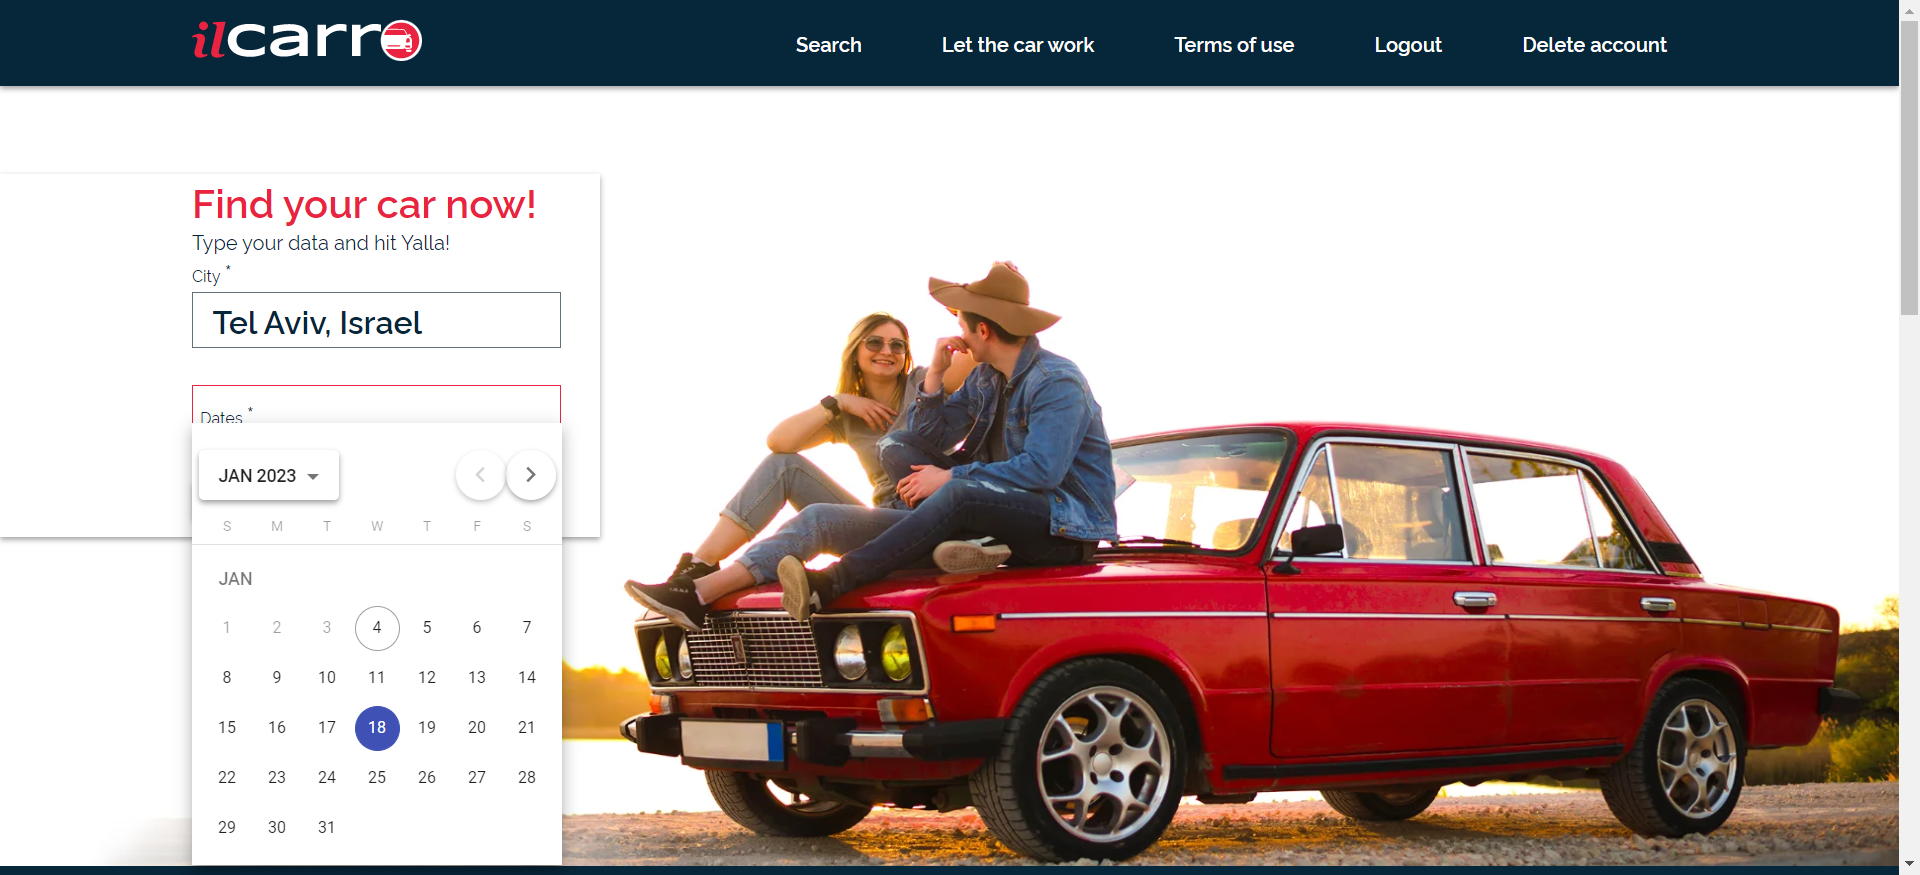 ilcarro
Search
Let the car work
Terms of use
Logout
Delete account
Find your car now!
Type your data and hit Yalla!
City *
Tel Aviv, Israel
Dates *
JAN 2023
S M T W T F S
JAN
1 2 3 4 5 6 7
8 9 10 11 12 13 14
15 16 17 18 19 20 21
22 23 24 25 26 27 28
29 30 31